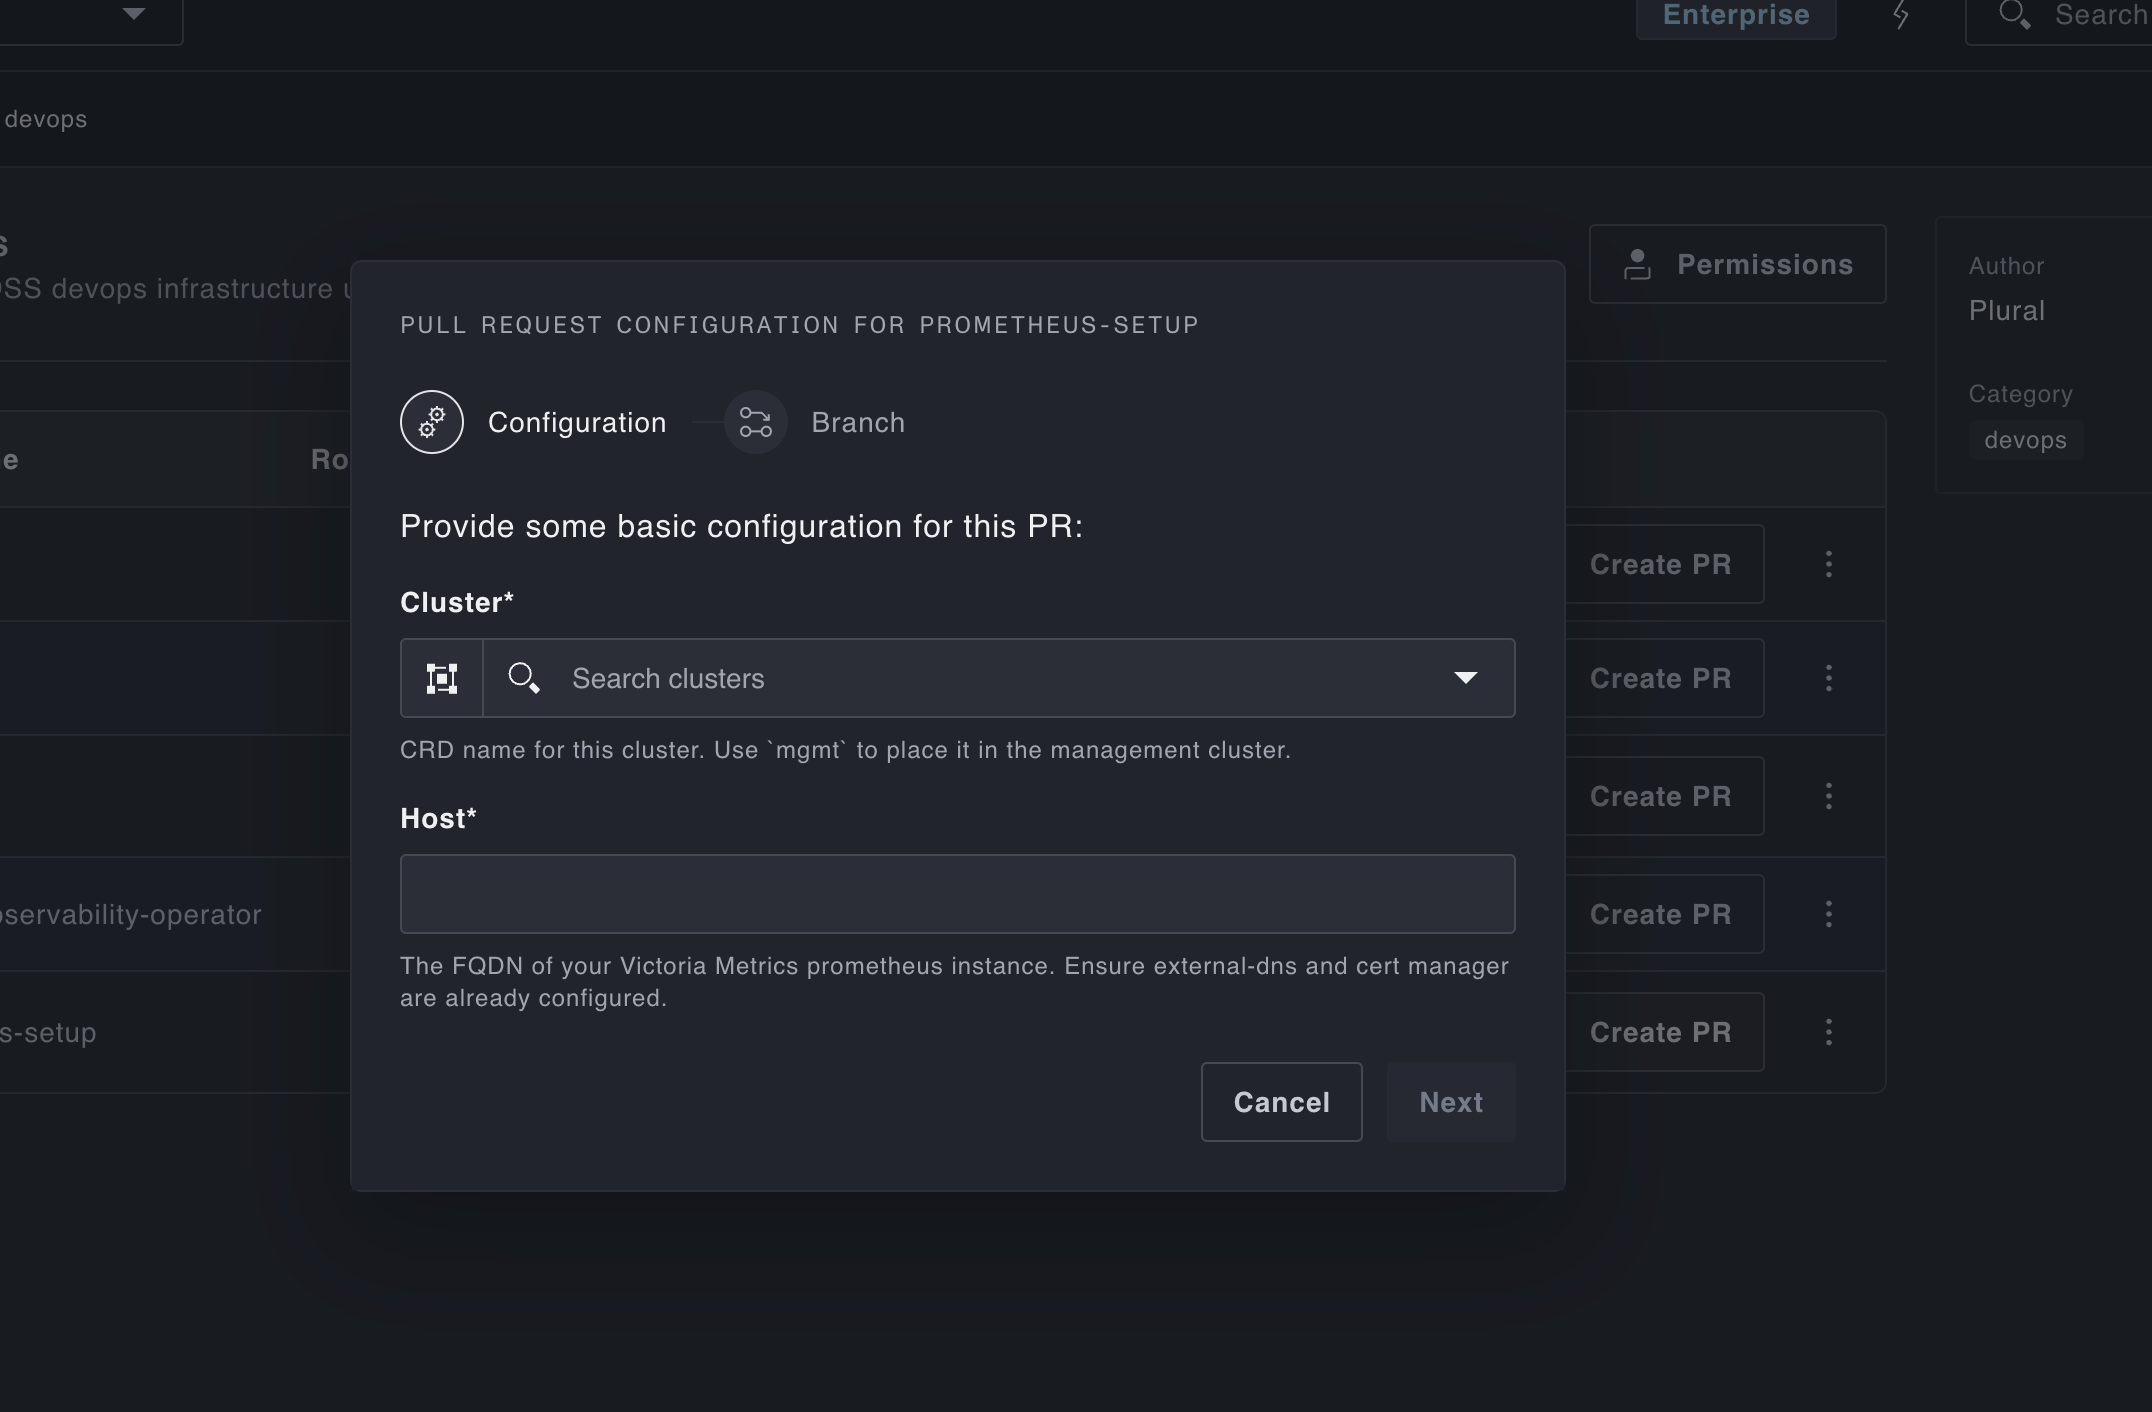 Enterprise
Search
devops
OSS devops infrastructure
Permissions
Author
Plural
Category
devops
PULL REQUEST CONFIGURATION FOR PROMETHEUS-SETUP
Configuration
Branch
Provide some basic configuration for this PR:
Cluster*
Search clusters
CRD name for this cluster. Use `mgmt` to place it in the management cluster.
Host*
The FQDN of your Victoria Metrics prometheus instance. Ensure external-dns and cert manager
are already configured.
Cancel
Next
Create PR
Create PR
Create PR
servability-operator
Create PR
s-setup
Create PR